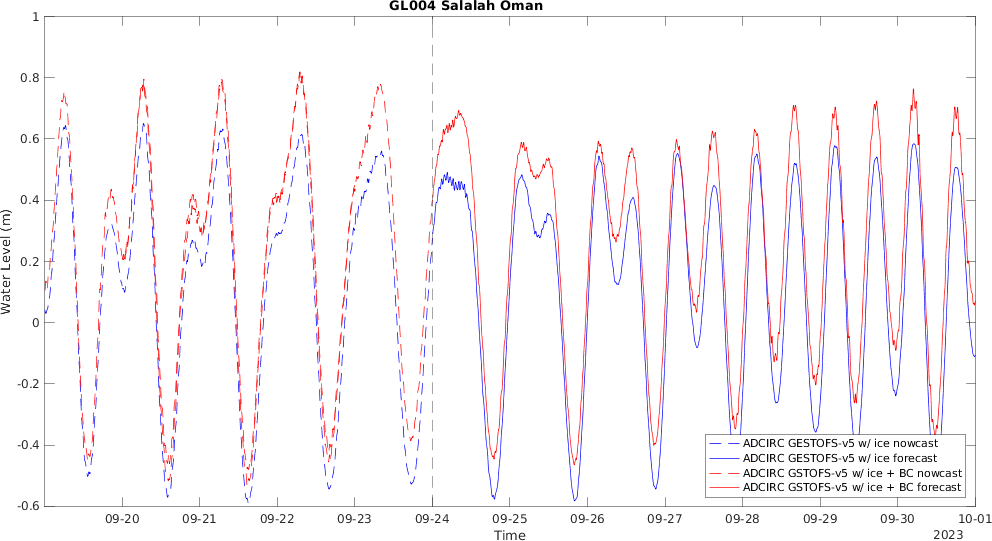 GL004 Salalah Oman
Water Level (m)
1
0.8
0.6
0.4
0.2
0
-0.2
-0.4
-0.6
09-20 09-21 09-22 09-23 09-24 09-25 09-26 09-27 09-28 09-29 09-30 10-01
Time
2023
ADCIRC GESTOFS-v5 w/ ice nowcast
ADCIRC GESTOFS-v5 w/ ice forecast
ADCIRC GSTOFS-v5 w/ ice + BC nowcast
ADCIRC GSTOFS-v5 w/ ice + BC forecast